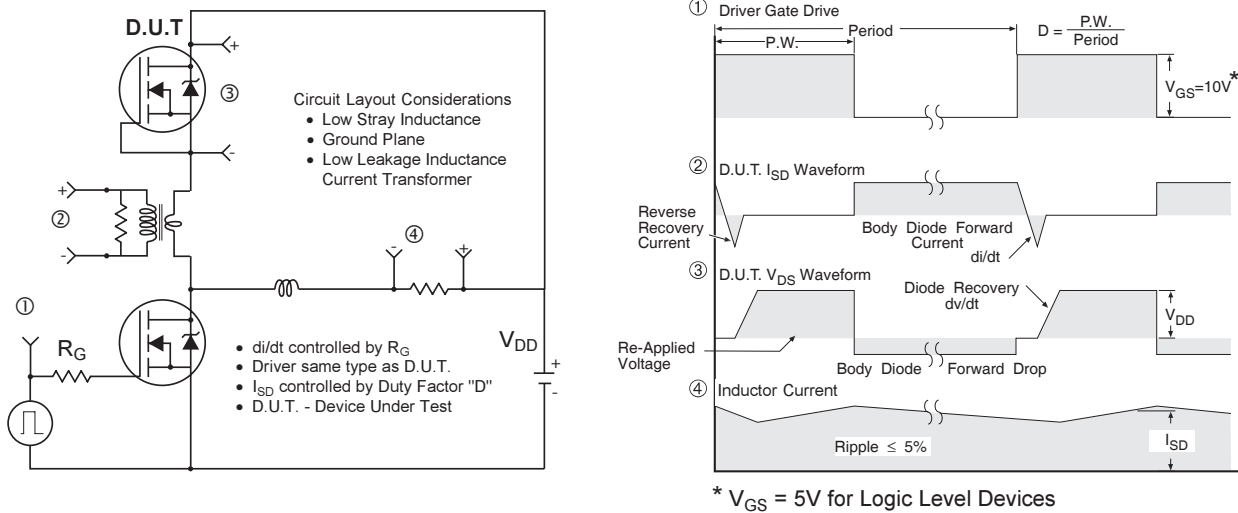 D.U.T
+
③
-
Circuit Layout Considerations
• Low Stray Inductance
• Ground Plane
• Low Leakage Inductance
Current Transformer
+
②
-
④
-
+
①
R_G
V_DD
+
-
• di/dt controlled by R_G
• Driver same type as D.U.T.
• I_SD controlled by Duty Factor "D"
• D.U.T. - Device Under Test
① Driver Gate Drive
P.W.
Period
D = P.W. / Period
V_GS=10V*
② D.U.T. I_SD Waveform
Reverse
Recovery
Current
Body Diode Forward
Current
di/dt
③ D.U.T. V_DS Waveform
Diode Recovery
dv/dt
V_DD
Re-Applied
Voltage
Body Diode Forward Drop
④ Inductor Current
Ripple ≤ 5%
I_SD
* V_GS = 5V for Logic Level Devices